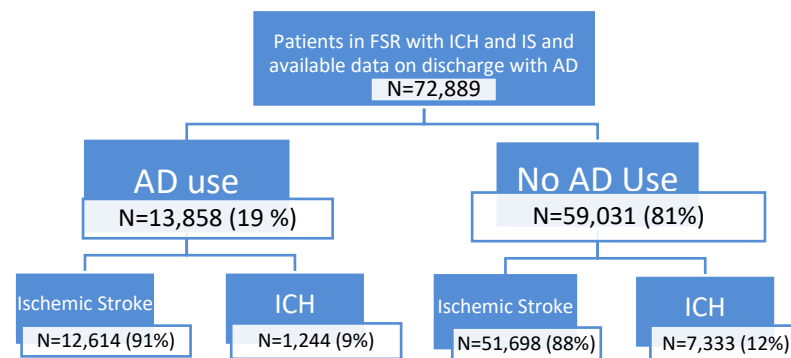 Patients in FSR with ICH and IS and
available data on discharge with AD
N=72,889
AD use
N=13,858 (19 %)
No AD Use
N=59,031 (81%)
Ischemic Stroke
N=12,614 (91%)
ICH
N=1,244 (9%)
Ischemic Stroke
N=51,698 (88%)
ICH
N=7,333 (12%)